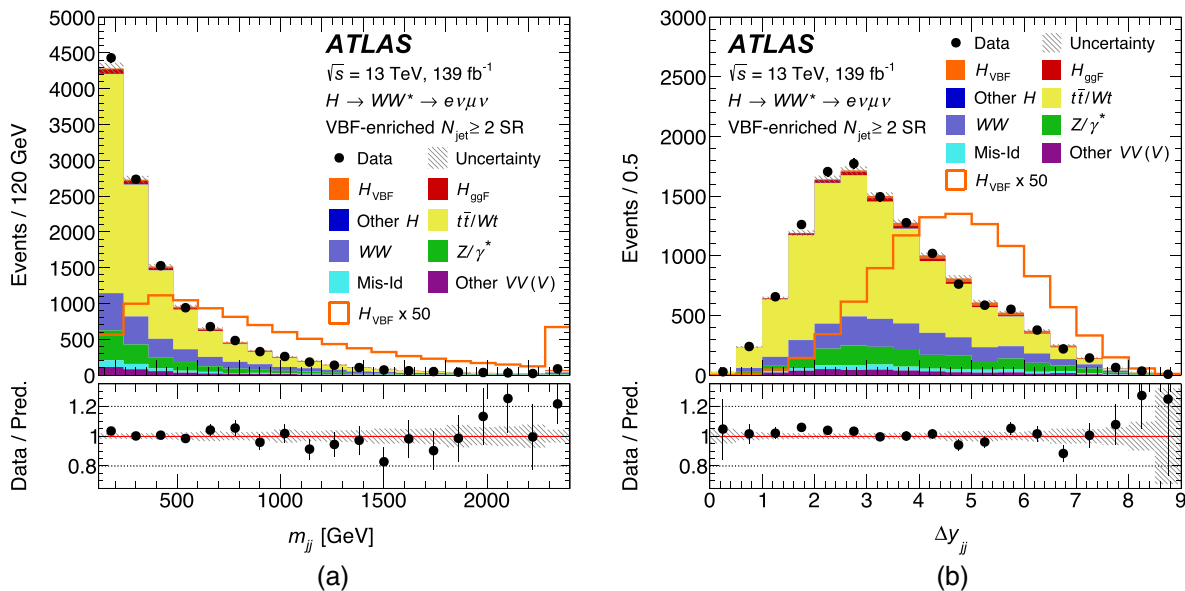 ATLAS
√s = 13 TeV, 139 fb⁻¹
H → WW* → eνμν
VBF-enriched N_jet ≥ 2 SR
Data Uncertainty
H_VBF H_ggF
Other H tt̄/Wt
WW Z/γ*
Mis-Id Other VV(V)
H_VBF x 50
Events / 120 GeV
5000
4500
4000
3500
3000
2500
2000
1500
1000
500
0
Data / Pred.
1.2
1
0.8
500 1000 1500 2000
m_jj [GeV]
(a)
ATLAS
√s = 13 TeV, 139 fb⁻¹
H → WW* → eνμν
VBF-enriched N_jet ≥ 2 SR
Data Uncertainty
H_VBF H_ggF
Other H tt̄/Wt
WW Z/γ*
Mis-Id Other VV(V)
H_VBF x 50
Events / 0.5
3000
2500
2000
1500
1000
500
0
Data / Pred.
1.2
1
0.8
0 1 2 3 4 5 6 7 8 9
Δy_jj
(b)